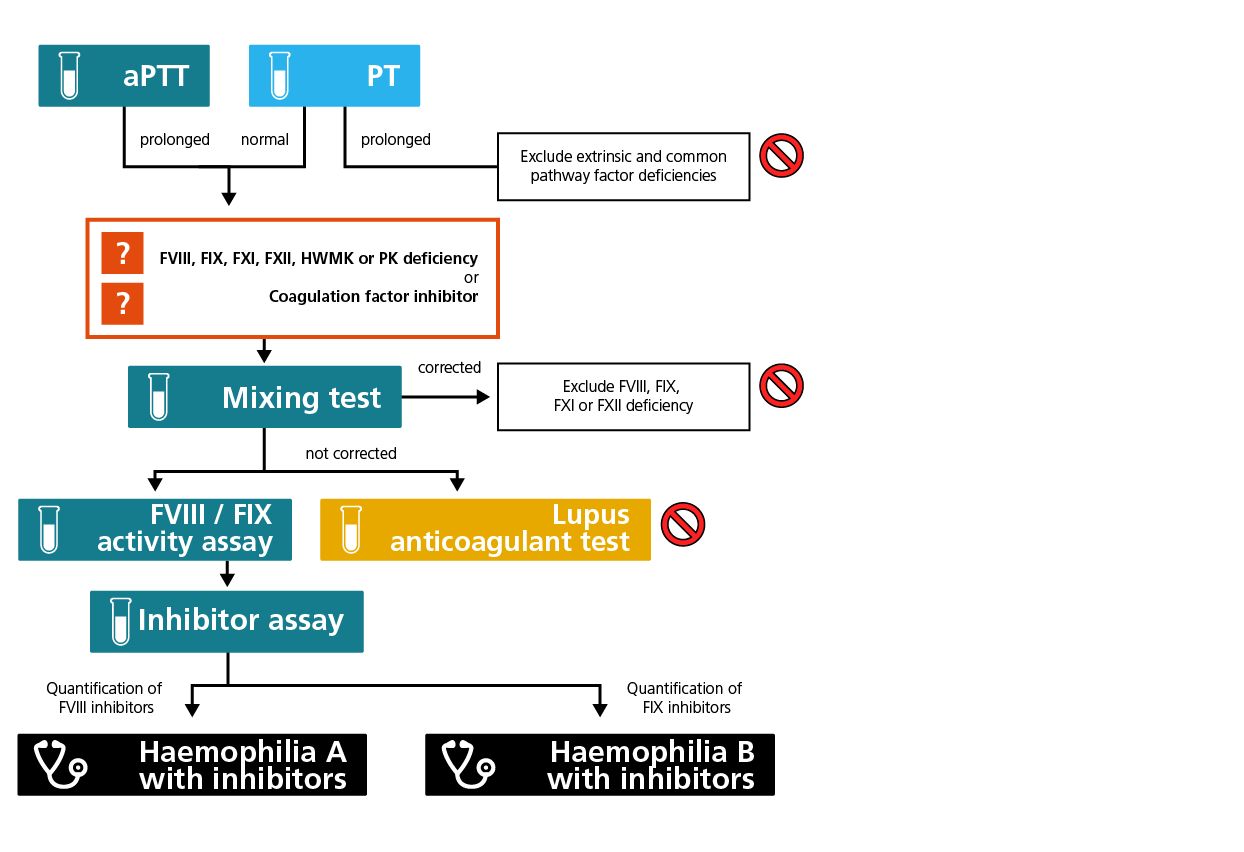 aPTT
PT
prolonged
normal
prolonged
Exclude extrinsic and common
pathway factor deficiencies
?
FVIII, FIX, FXI, FXII, HWMK or PK deficiency
or
?
Coagulation factor inhibitor
Mixing test
corrected
Exclude FVIII, FIX,
FXI or FXII deficiency
not corrected
FVIII / FIX
activity assay
Lupus
anticoagulant test
Inhibitor assay
Quantification of
FVIII inhibitors
Quantification of
FIX inhibitors
Haemophilia A
with inhibitors
Haemophilia B
with inhibitors